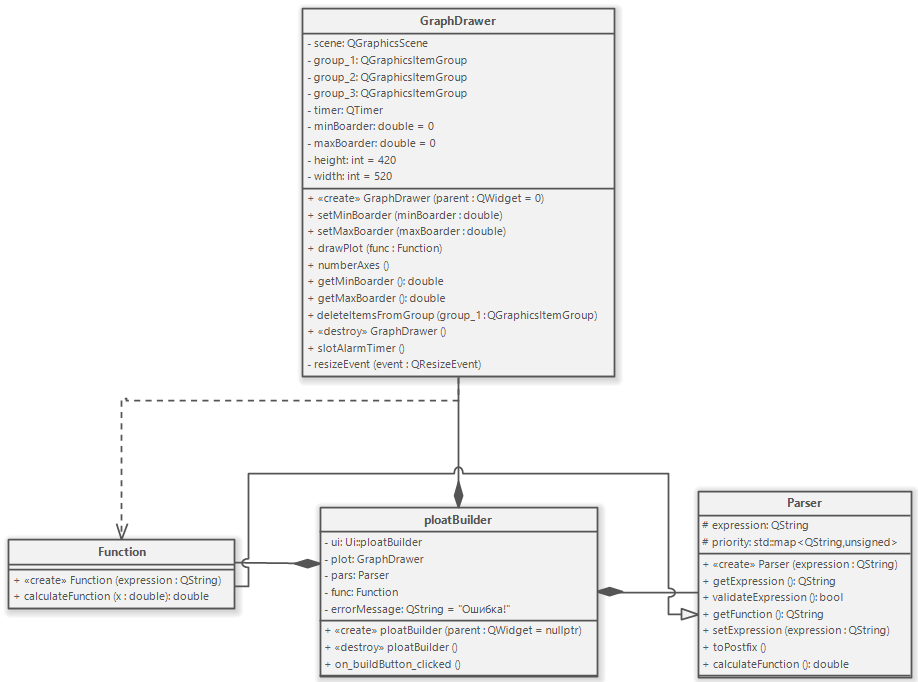 GraphDrawer
- scene: QGraphicsScene
- group_1: QGraphicsItemGroup
- group_2: QGraphicsItemGroup
- group_3: QGraphicsItemGroup
- timer: QTimer
- minBoarder: double = 0
- maxBoarder: double = 0
- height: int = 420
- width: int = 520
+ «create» GraphDrawer (parent : QWidget = 0)
+ setMinBoarder (minBoarder : double)
+ setMaxBoarder (maxBoarder : double)
+ drawPlot (func : Function)
+ numberAxes ()
+ getMinBoarder (): double
+ getMaxBoarder (): double
+ deleteItemsFromGroup (group_1 : QGraphicsItemGroup)
+ «destroy» GraphDrawer ()
+ slotAlarmTimer ()
- resizeEvent (event : QResizeEvent)
Function
+ «create» Function (expression : QString)
+ calculateFunction (x : double): double
ploatBuilder
- ui: Ui::ploatBuilder
- plot: GraphDrawer
- pars: Parser
- func: Function
- errorMessage: QString = "Ошибка!"
+ «create» ploatBuilder (parent : QWidget = nullptr)
+ «destroy» ploatBuilder ()
+ on_buildButton_clicked ()
Parser
# expression: QString
# priority: std::map<QString,unsigned>
+ «create» Parser (expression : QString)
+ getExpression (): QString
+ validateExpression (): bool
+ getFunction (): QString
+ setExpression (expression : QString)
+ toPostfix ()
+ calculateFunction (): double